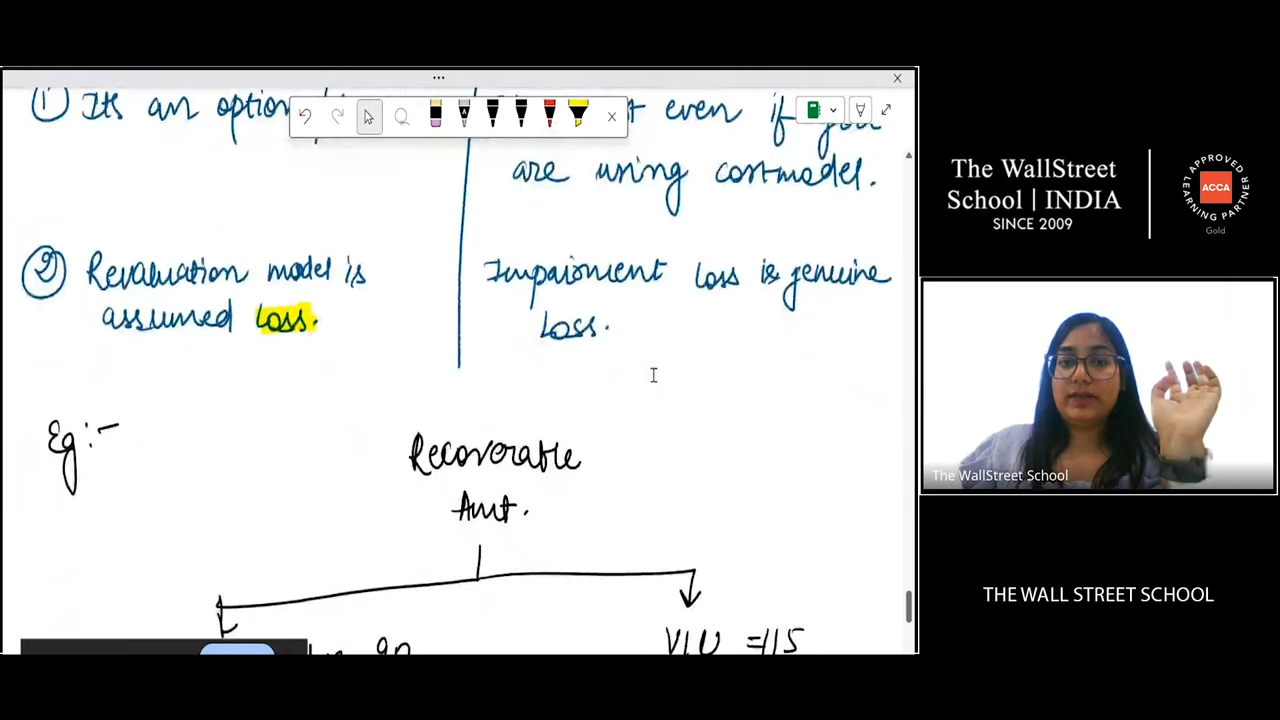 ① Its an option
even if you
are using costmodel.
② Revaluation model is
assumed loss.
Impairment loss is genuine
loss.
Eg:-
Recoverable
Amt.
90
VIU = 115
The WallStreet
School | INDIA
SINCE 2009
APPROVED
LEARNING PARTNER
ACCA
Gold
The WallStreet School
THE WALL STREET SCHOOL